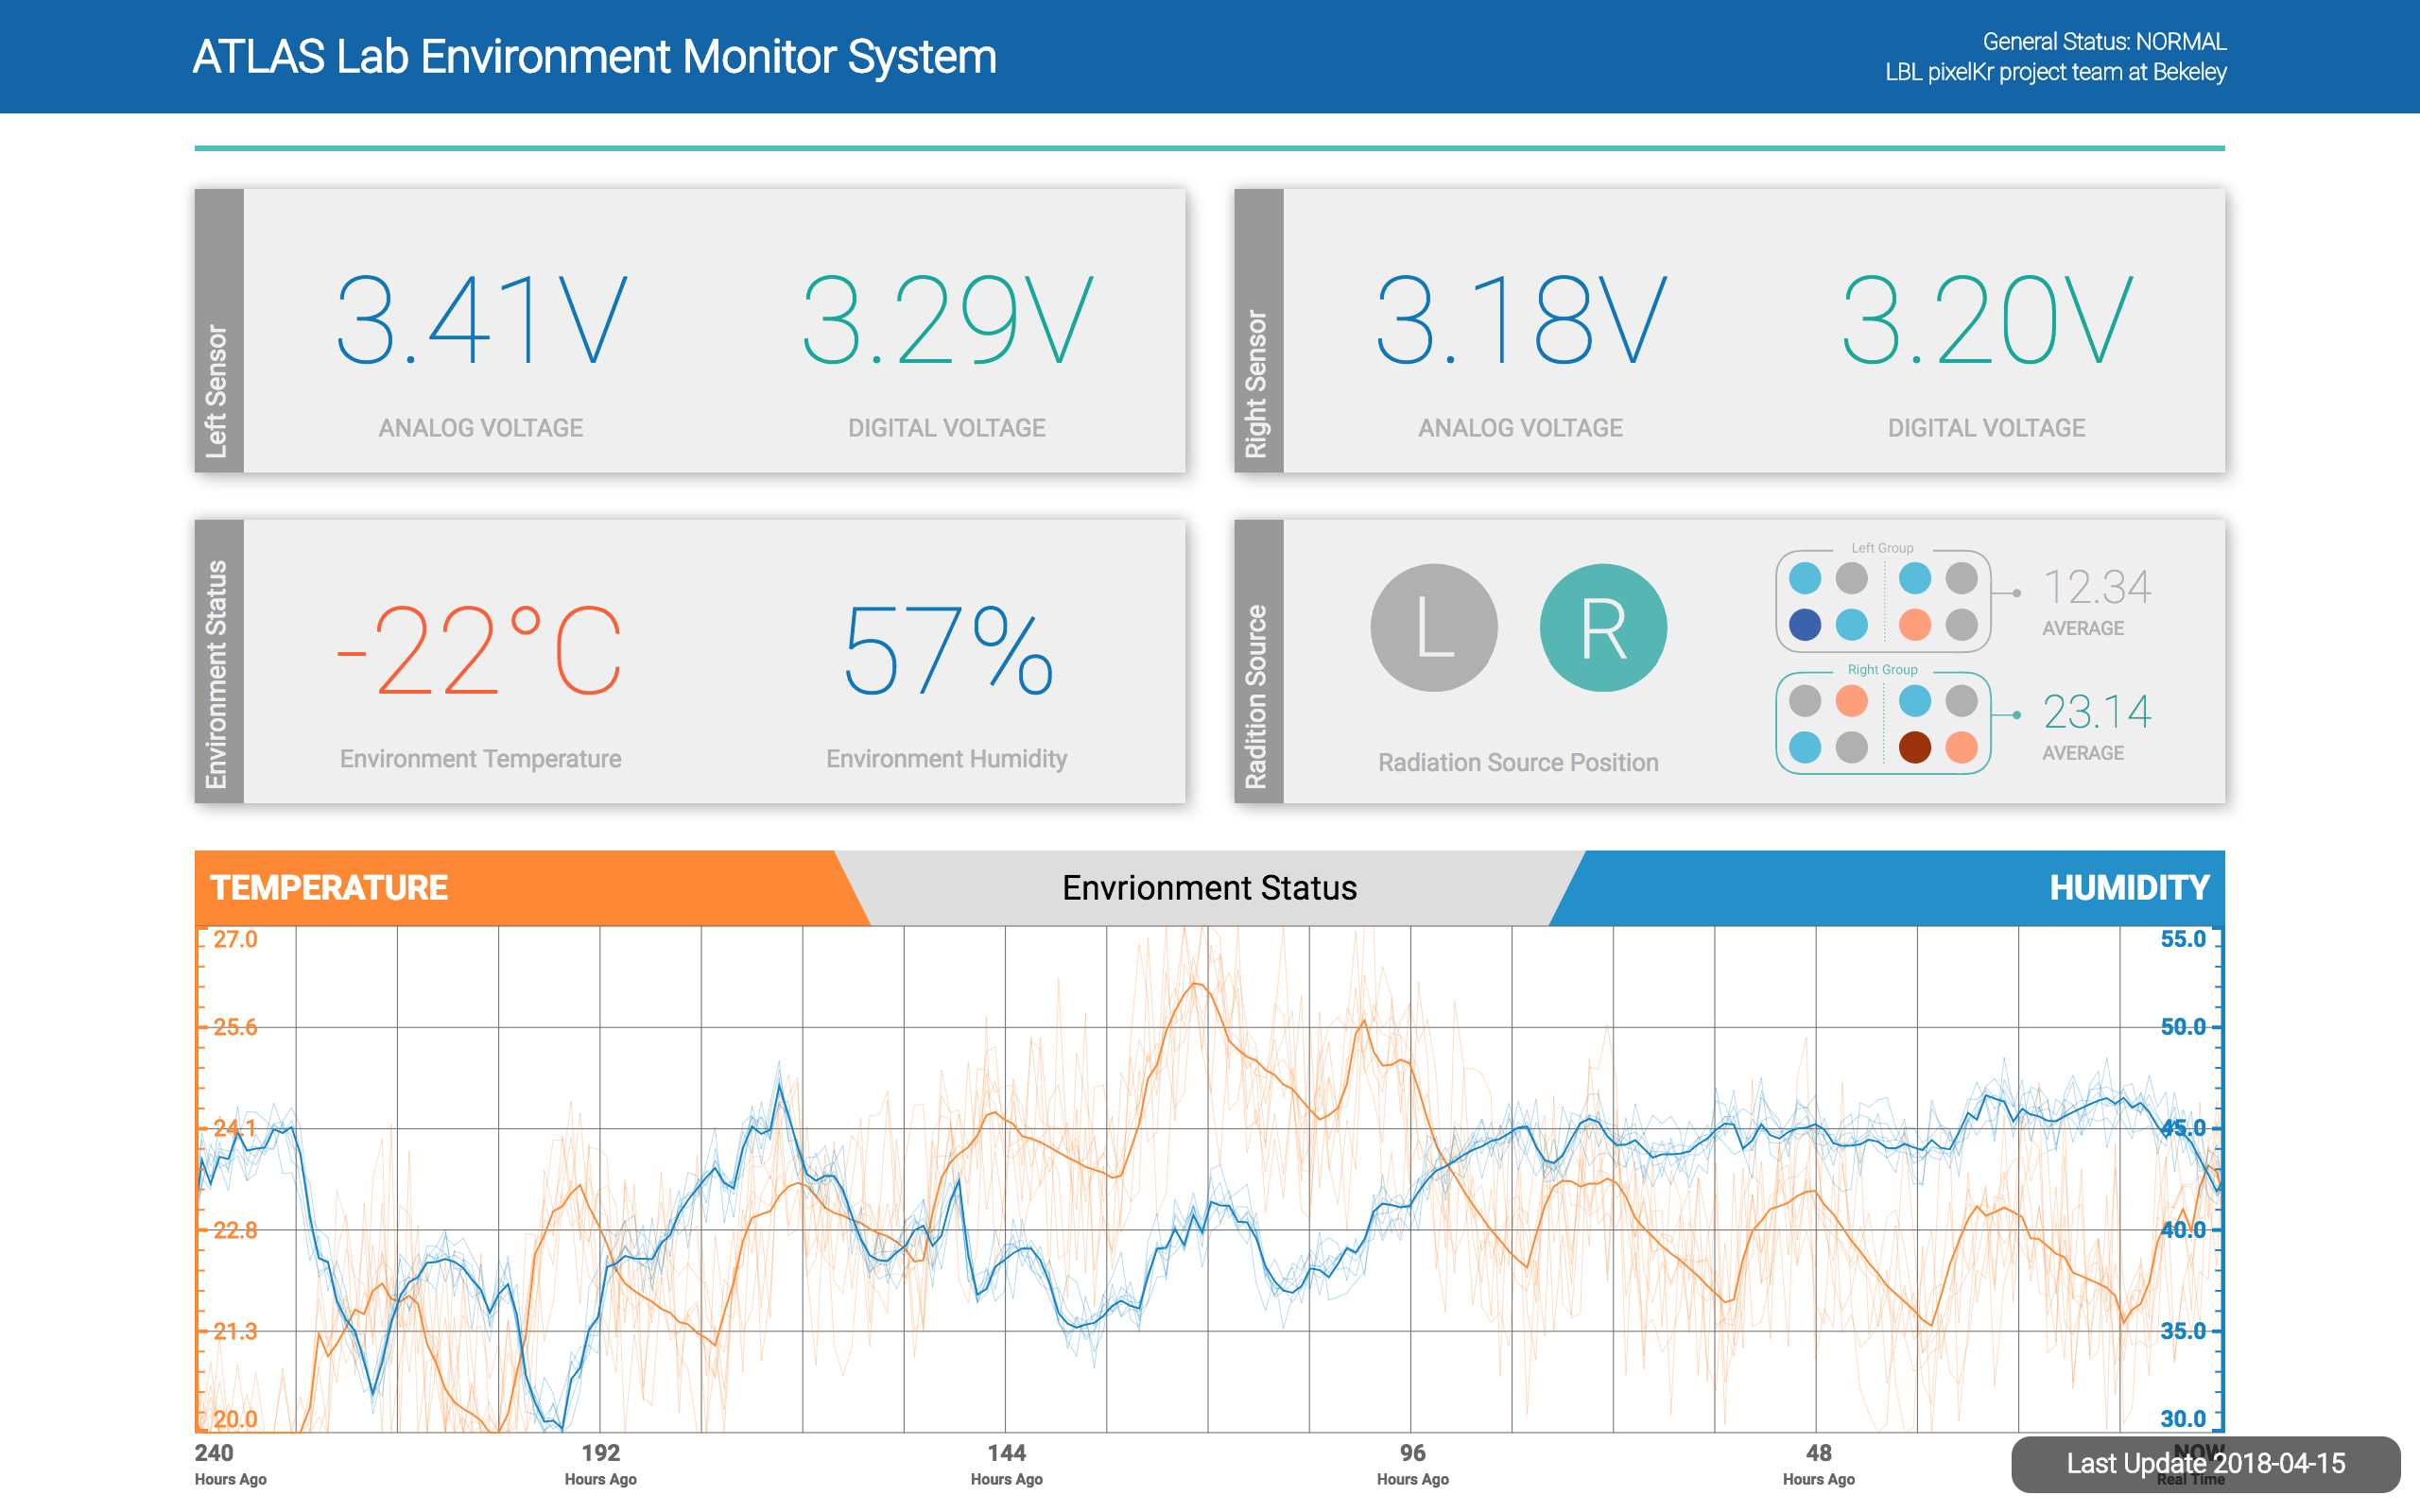 ATLAS Lab Environment Monitor System
General Status: NORMAL
LBL pixelKr project team at Bekeley
Left Sensor
3.41V
ANALOG VOLTAGE
3.29V
DIGITAL VOLTAGE
Right Sensor
3.18V
ANALOG VOLTAGE
3.20V
DIGITAL VOLTAGE
Environment Status
-22°C
Environment Temperature
57%
Environment Humidity
Radition Source
L
R
Radiation Source Position
Left Group
12.34
AVERAGE
Right Group
23.14
AVERAGE
TEMPERATURE
Envrionment Status
HUMIDITY
27.0
25.6
24.1
22.8
21.3
20.0
55.0
50.0
45.0
40.0
35.0
30.0
240
Hours Ago
192
Hours Ago
144
Hours Ago
96
Hours Ago
48
Hours Ago
NOW
Real Time
Last Update 2018-04-15